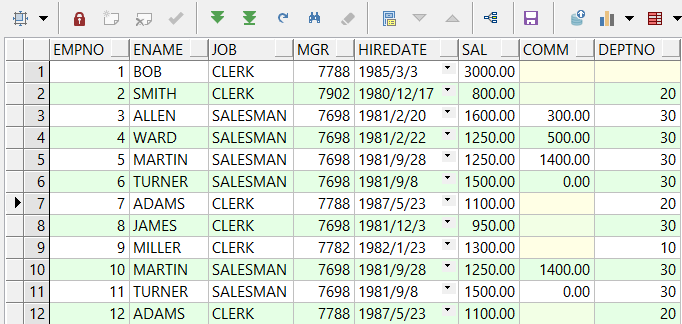 EMPNO ENAME JOB MGR HIREDATE SAL COMM DEPTNO
1 1 BOB CLERK 7788 1985/3/3 3000.00
2 2 SMITH CLERK 7902 1980/12/17 800.00 20
3 3 ALLEN SALESMAN 7698 1981/2/20 1600.00 300.00 30
4 4 WARD SALESMAN 7698 1981/2/22 1250.00 500.00 30
5 5 MARTIN SALESMAN 7698 1981/9/28 1250.00 1400.00 30
6 6 TURNER SALESMAN 7698 1981/9/8 1500.00 0.00 30
7 7 ADAMS CLERK 7788 1987/5/23 1100.00 20
8 8 JAMES CLERK 7698 1981/12/3 950.00 30
9 9 MILLER CLERK 7782 1982/1/23 1300.00 10
10 10 MARTIN SALESMAN 7698 1981/9/28 1250.00 1400.00 30
11 11 TURNER SALESMAN 7698 1981/9/8 1500.00 0.00 30
12 12 ADAMS CLERK 7788 1987/5/23 1100.00 20